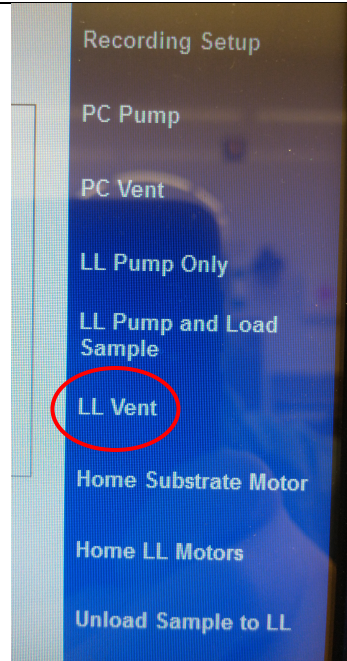 Recording Setup
PC Pump
PC Vent
LL Pump Only
LL Pump and Load
Sample
LL Vent
Home Substrate Motor
Home LL Motors
Unload Sample to LL